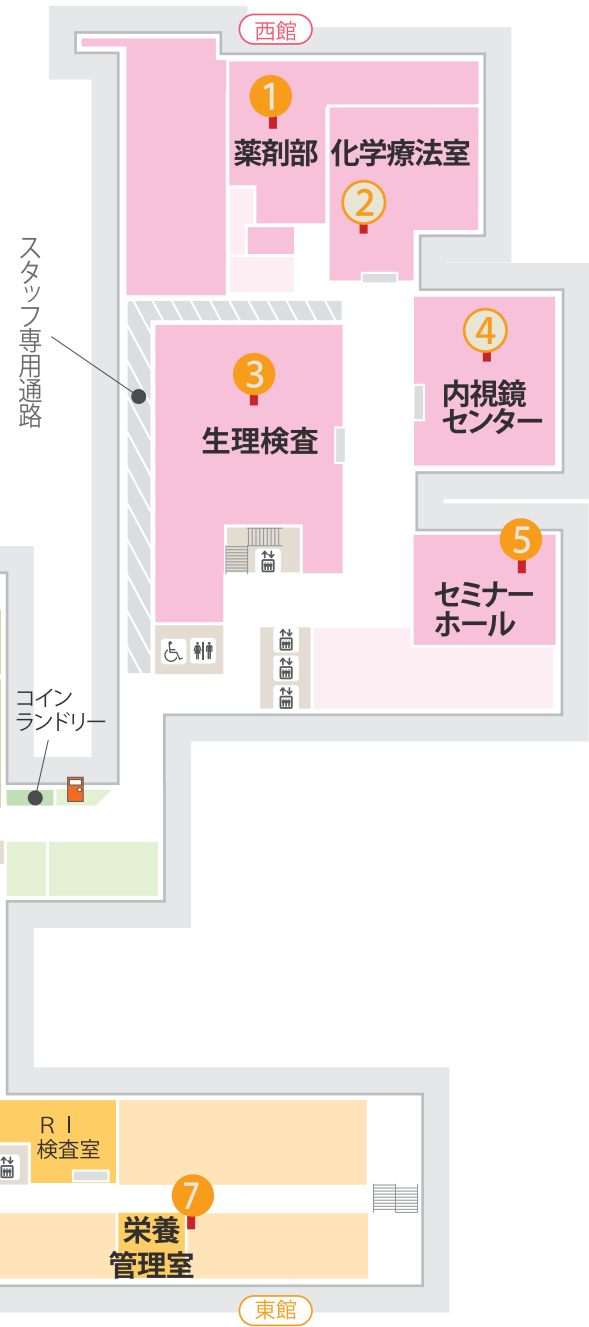 西館
1
薬剤部
化学療法室
2
スタッフ専用通路
3
生理検査
4
内視鏡
センター
5
セミナー
ホール
コイン
ランドリー
RI
検査室
7
栄養
管理室
東館